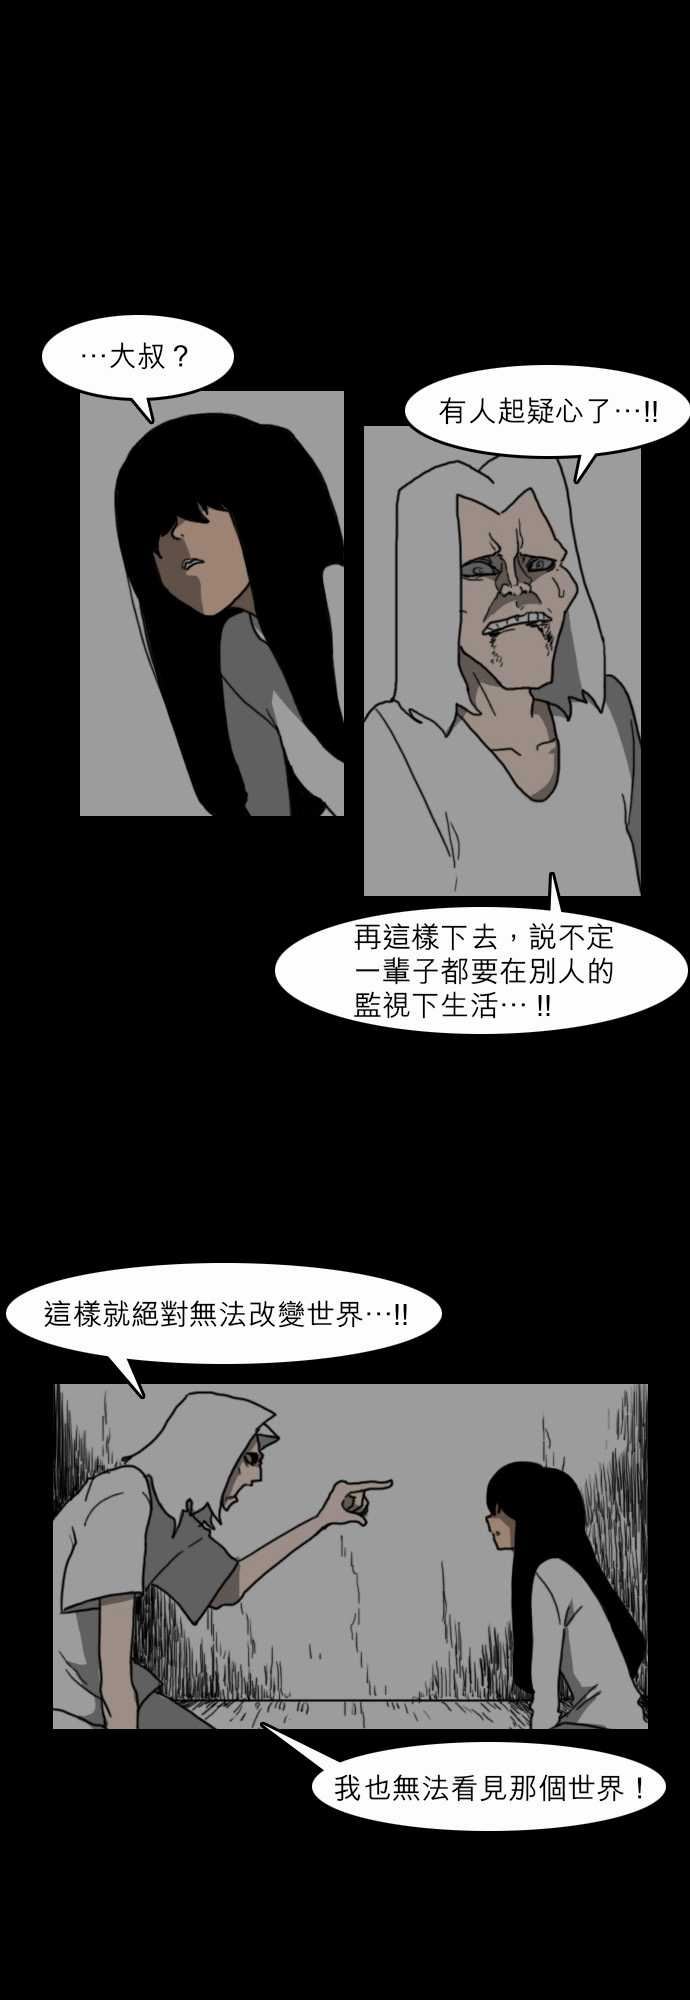 ⋯大叔？
有人起疑心了⋯!!
再這樣下去，説不定
一輩子都要在別人的
監視下生活⋯ !!
這樣就絕對無法改變世界⋯!!
我也無法看見那個世界！